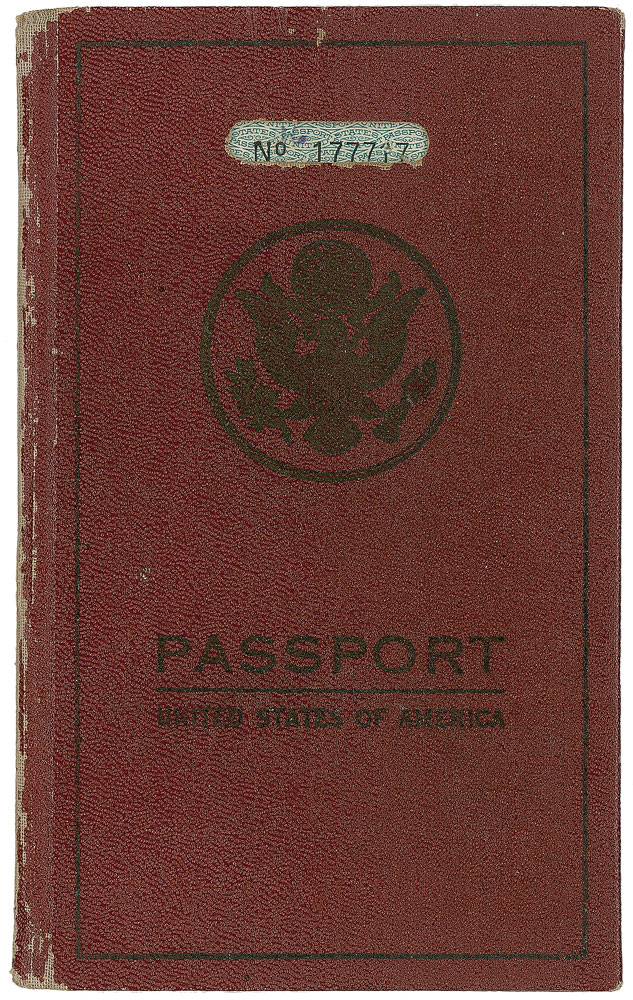 Nº 177717
PASSPORT
UNITED STATES OF AMERICA